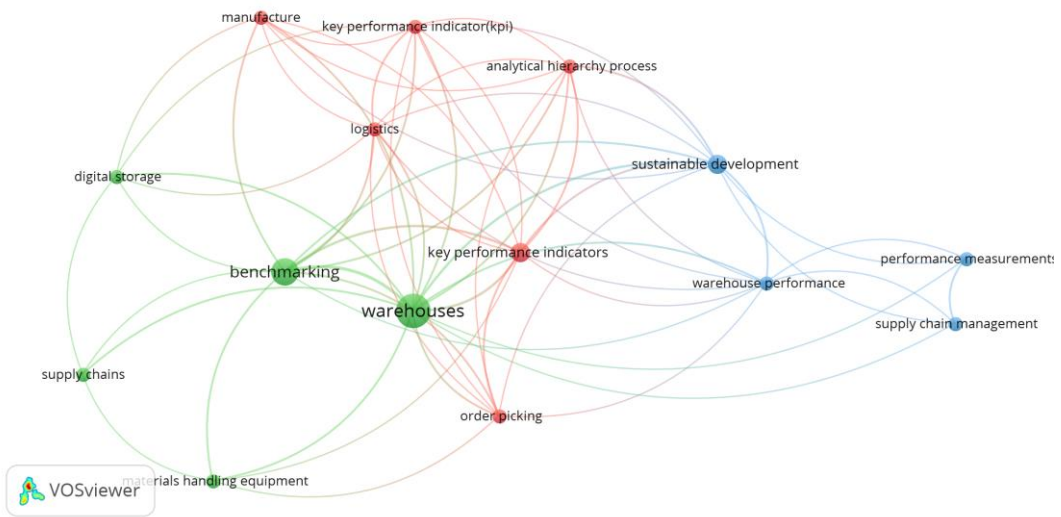 manufacture
key performance indicator(kpi)
analytical hierarchy process
logistics
sustainable development
digital storage
key performance indicators
performance measurements
benchmarking
warehouse performance
warehouses
supply chain management
supply chains
order picking
materials handling equipment
VOSviewer